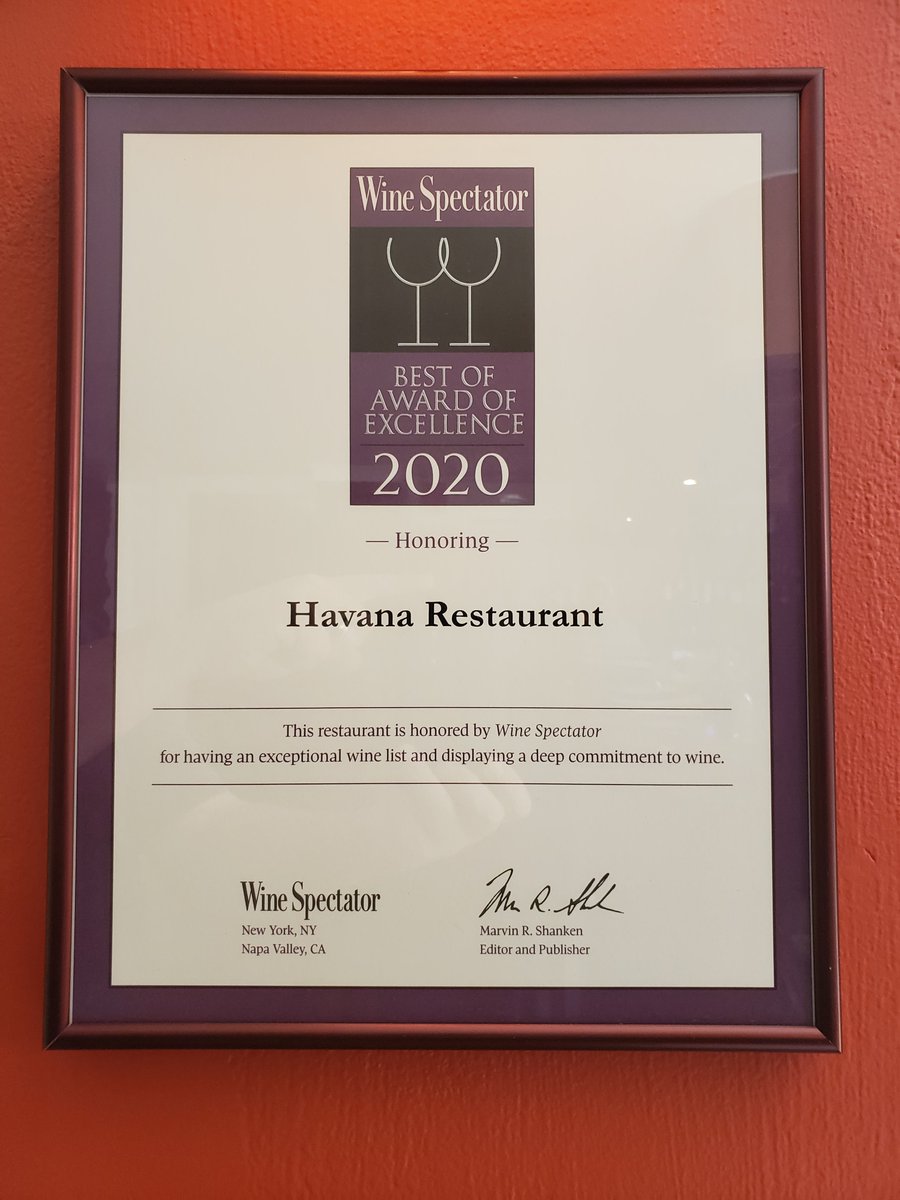 Wine Spectator
BEST OF
AWARD OF
EXCELLENCE
2020
— Honoring —
Havana Restaurant
This restaurant is honored by Wine Spectator
for having an exceptional wine list and displaying a deep commitment to wine.
Wine Spectator
New York, NY
Napa Valley, CA
Marvin R. Shanken
Editor and Publisher